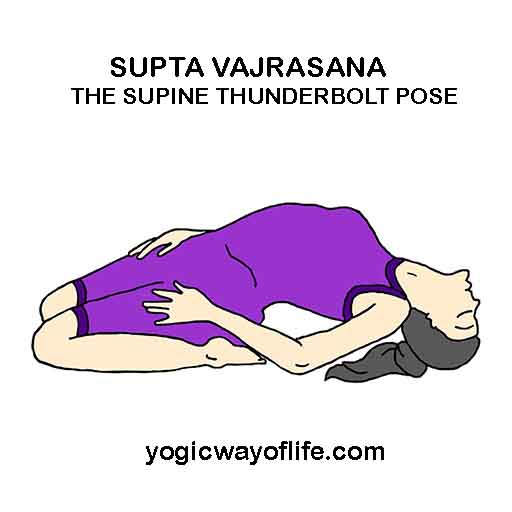 SUPTA VAJRASANA
THE SUPINE THUNDERBOLT POSE
yogicwayoflife.com